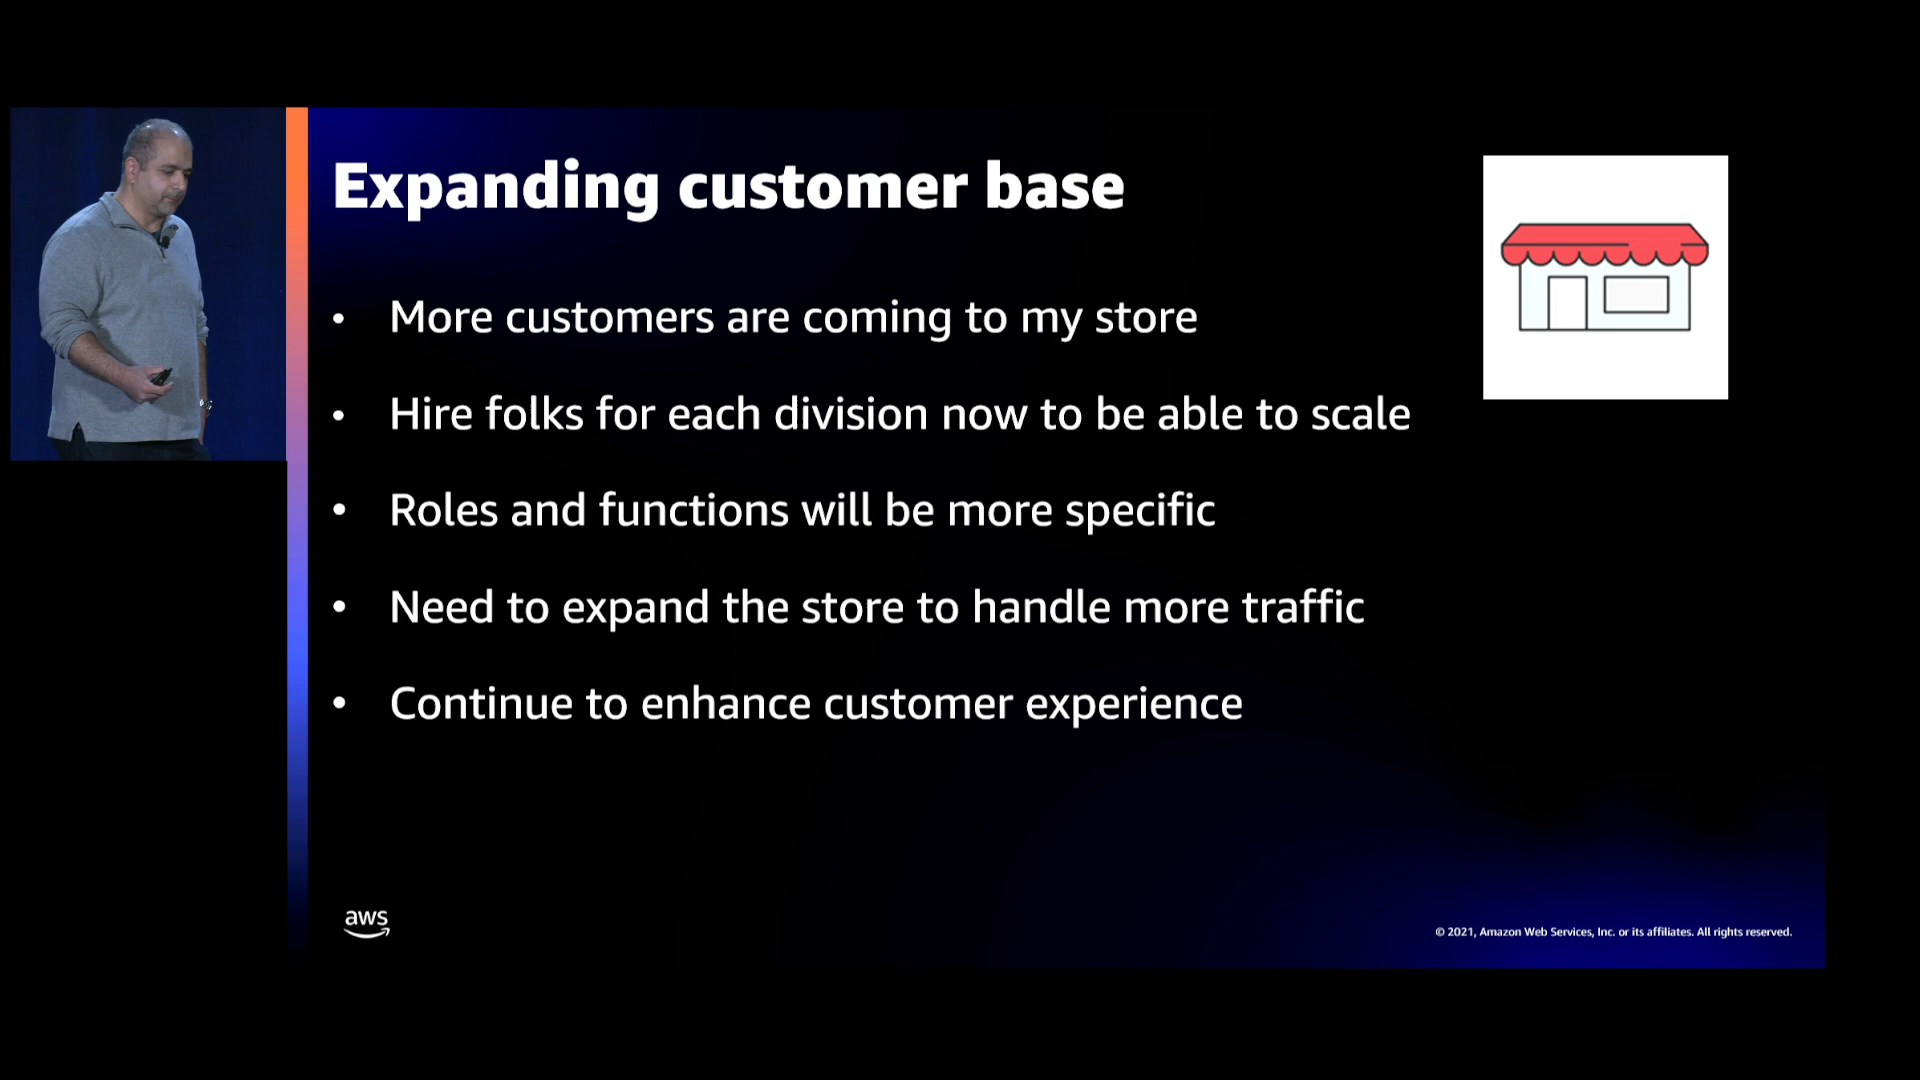 Expanding customer base
• More customers are coming to my store
• Hire folks for each division now to be able to scale
• Roles and functions will be more specific
• Need to expand the store to handle more traffic
• Continue to enhance customer experience
aws
© 2021, Amazon Web Services, Inc. or its affiliates. All rights reserved.